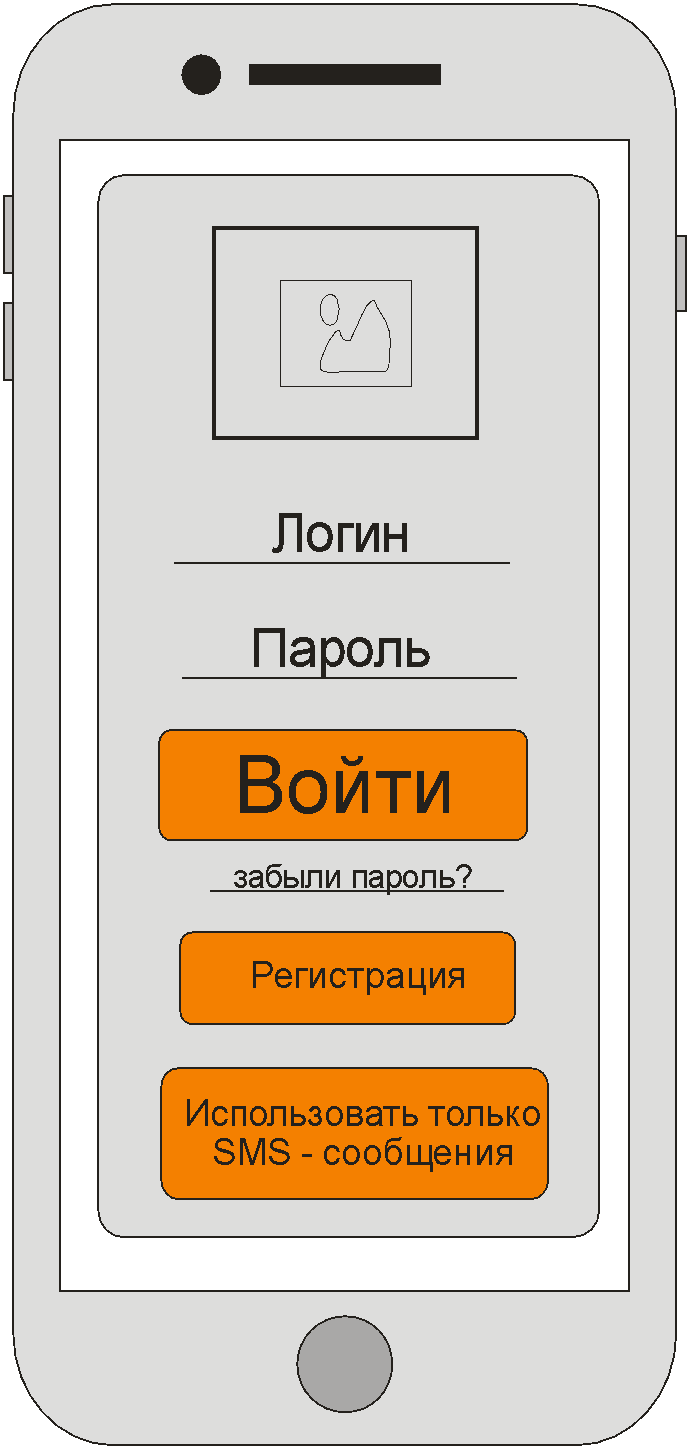 Логин
Пароль
Войти
забыли пароль?
Регистрация
Использовать только
SMS - сообщения